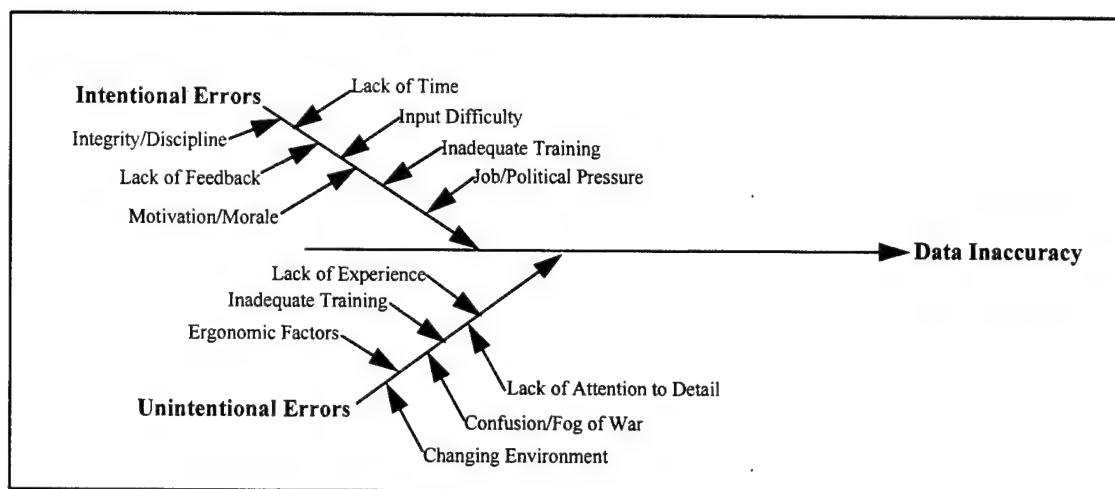 Lack of Time
Intentional Errors
Input Difficulty
Integrity/Discipline
Inadequate Training
Lack of Feedback
Job/Political Pressure
Motivation/Morale
Data Inaccuracy
Lack of Experience
Inadequate Training
Ergonomic Factors
Lack of Attention to Detail
Unintentional Errors
Confusion/Fog of War
Changing Environment